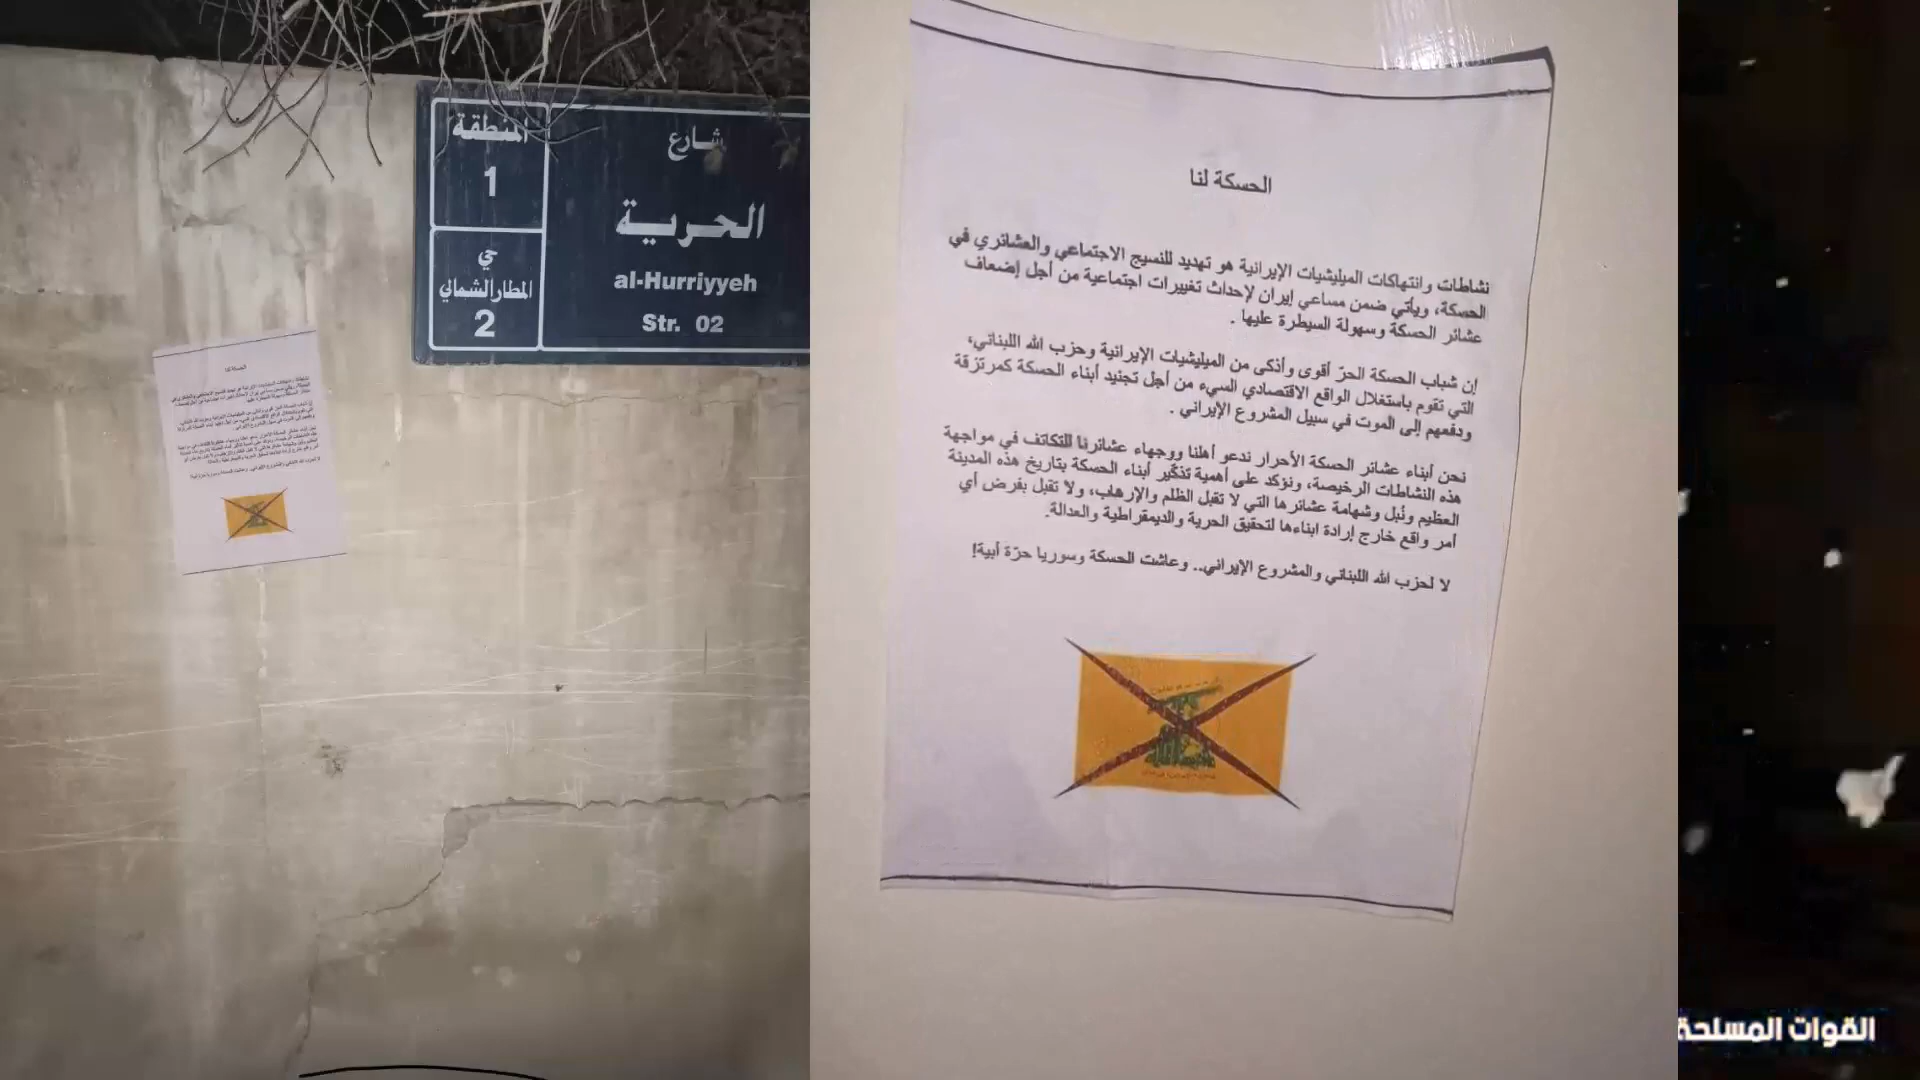 المنطقة
1
حي
المطار الشمالي
2
شارع
الحرية
al-Hurriyyeh
Str. 02
الحسكة لنا
نشاطات وانتهاكات الميليشيات الإيرانية هو تهديد للنسيج الاجتماعي والعشائري في
الحسكة، ويأتي ضمن مساعي إيران لإحداث تغييرات اجتماعية من أجل إضعاف
عشائر الحسكة وسهولة السيطرة عليها .
إن شباب الحسكة الحرّ أقوى وأذكى من الميليشيات الإيرانية وحزب الله اللبناني،
التي تقوم باستغلال الواقع الاقتصادي السيء من أجل تجنيد أبناء الحسكة كمرتزقة
ودفعهم إلى الموت في سبيل المشروع الإيراني .
نحن أبناء عشائر الحسكة الأحرار ندعو أهلنا ووجهاء عشائرنا للتكاتف في مواجهة
هذه النشاطات الرخيصة، ونؤكد على أهمية تذكّير أبناء الحسكة بتاريخ هذه المدينة
العظيم ونُبل وشهامة عشائرها التي لا تقبل الظلم والإرهاب، ولا تقبل بفرض أي
أمر واقع خارج إرادة ابناءها لتحقيق الحرية والديمقراطية والعدالة.
لا لحزب الله اللبناني والمشروع الإيراني.. وعاشت الحسكة وسوريا حرّة أبية!
القوات المسلحة